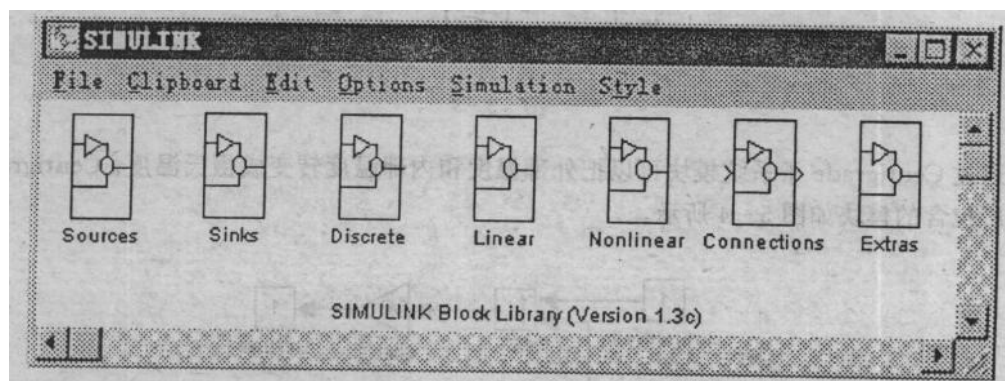 SIMULINK
File Clipboard Edit Options Simulation Style
Sources Sinks Discrete Linear Nonlinear Connections Extras
SIMULINK Block Library (Version 1.3c)